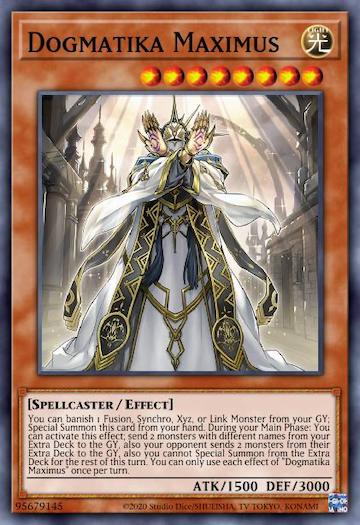 DOGMATIKA MAXIMUS
LIGHT
光
[SPELLCASTER / EFFECT]
You can banish 1 Fusion, Synchro, Xyz, or Link Monster from your GY;
Special Summon this card from your hand. During your Main Phase: You
can activate this effect; send 2 monsters with different names from your
Extra Deck to the GY, also your opponent sends 2 monsters from their
Extra Deck to the GY, also you cannot Special Summon from the Extra
Deck for the rest of this turn. You can only use each effect of "Dogmatika
Maximus" once per turn.
ATK/1500 DEF/3000
95679145
©2020 Studio Dice/SHUEISHA, TV TOKYO, KONAMI